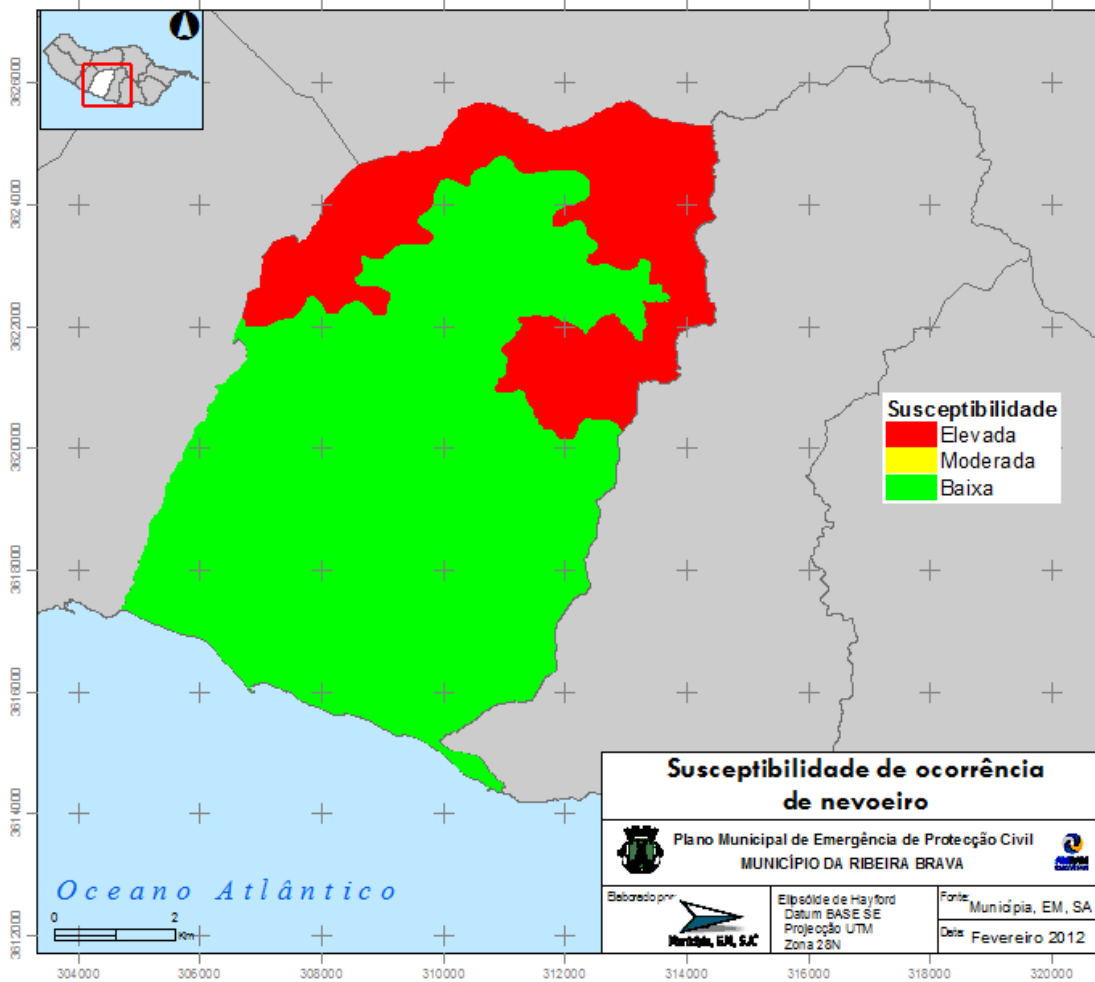 3626000
3624000
3622000
3620000
3618000
3616000
3614000
3612000
Susceptibilidade
Elevada
Moderada
Baixa
Oceano Atlântico
0 2
Km
Susceptibilidade de ocorrência
de nevoeiro
Plano Municipal de Emergência de Protecção Civil
MUNICÍPIO DA RIBEIRA BRAVA
Elaborado por:
Município, EM, S.A.
Elipsóide de Hayford
Datum BASE SE
Projecção UTM
Zona 28N
Fonte: Município, EM, SA
Data: Fevereiro 2012
304000 306000 308000 310000 312000 314000 316000 318000 320000